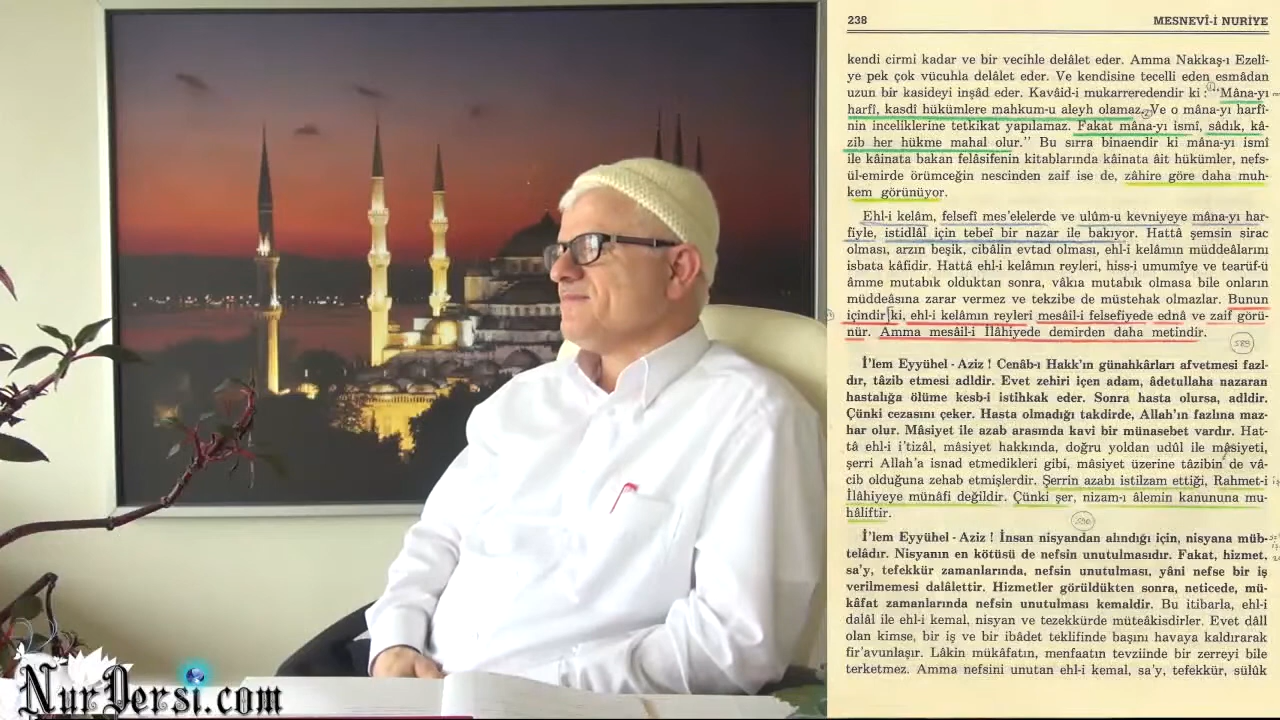 238 MESNEVÎ-İ NURİYE
kendi cirmi kadar ve bir vecihle delâlet eder. Amma Nakkaş-ı Ezelî-
ye pek çok vücuhla delâlet eder. Ve kendisine tecelli eden esmâdan
uzun bir kasideyi inşâd eder. Kavâid-i mukarreredendir ki : "Mâna-yı
harfî, kasdî hükümlere mahkum-u aleyh olamaz. Ve o mâna-yı harfî-
nin inceliklerine tetkikat yapılamaz. Fakat mâna-yı ismî, sâdık, kâ-
zib her hükme mahal olur." Bu sırra binaendir ki mâna-yı ismî
ile kâinata bakan felâsifenin kitablarında kâinata âit hükümler, nefs-
ül-emirde örümceğin nescinden zaif ise de, zâhire göre daha muh-
kem görünüyor.
Ehl-i kelâm, felsefî mes'elelerde ve ulûm-u kevniyeye mâna-yı har-
fiyle, istidlâl için tebeî bir nazar ile bakıyor. Hattâ şemsin sirac
olması, arzın beşik, cibâlin evtad olması, ehl-i kelâmın müddeâlarını
isbata kâfidir. Hattâ ehl-i kelâmın reyleri, hiss-i umumîye ve tearüf-ü
âmme mutabık olduktan sonra, vâkıa mutabık olmasa bile onların
müddeâsına zarar vermez ve tekzibe de müstehak olmazlar. Bunun
içindir ki, ehl-i kelâmın reyleri mesâil-i felsefiyede ednâ ve zaif görü-
nür. Amma mesâil-i İlâhiyede demirden daha metindir.
589
İ'lem Eyyühel - Aziz ! Cenâb-ı Hakk'ın günahkârları afvetmesi fazl-
dır, tâzib etmesi adldir. Evet zehiri içen adam, âdetullaha nazaran
hastalığa ölüme kesb-i istihkak eder. Sonra hasta olursa, adldir.
Çünki cezasını çeker. Hasta olmadığı takdirde, Allah'ın fazlına maz-
har olur. Mâsiyet ile azab arasında kavi bir münasebet vardır. Hat-
tâ ehl-i i'tizâl, mâsiyet hakkında, doğru yoldan udûl ile mâsiyeti,
şerri Allah'a isnad etmedikleri gibi, mâsiyet üzerine tâzibin de vâ-
cib olduğuna zehab etmişlerdir. Şerrin azabı istilzam ettiği, Rahmet-i
İlâhiyeye münâfi değildir. Çünki şer, nizam-ı âlemin kanununa mu-
hâliftir.
590
İ'lem Eyyühel - Aziz ! İnsan nisyandan alındığı için, nisyana müb-
telâdır. Nisyanın en kötüsü de nefsin unutulmasıdır. Fakat, hizmet,
sa'y, tefekkür zamanlarında, nefsin unutulması, yâni nefse bir iş
verilmemesi dalâlettir. Hizmetler görüldükten sonra, neticede, mü-
kâfat zamanlarında nefsin unutulması kemaldir. Bu itibarla, ehl-i
dalâl ile ehl-i kemal, nisyan ve tezekkürde müteâkisdirler. Evet dâll
olan kimse, bir iş ve bir ibâdet teklifinde başını havaya kaldırarak
fir'avunlaşır. Lâkin mükâfatın, menfaatın tevziinde bir zerreyi bile
terketmez. Amma nefsini unutan ehl-i kemal, sa'y, tefekkür, sülûk
NurDersi.com